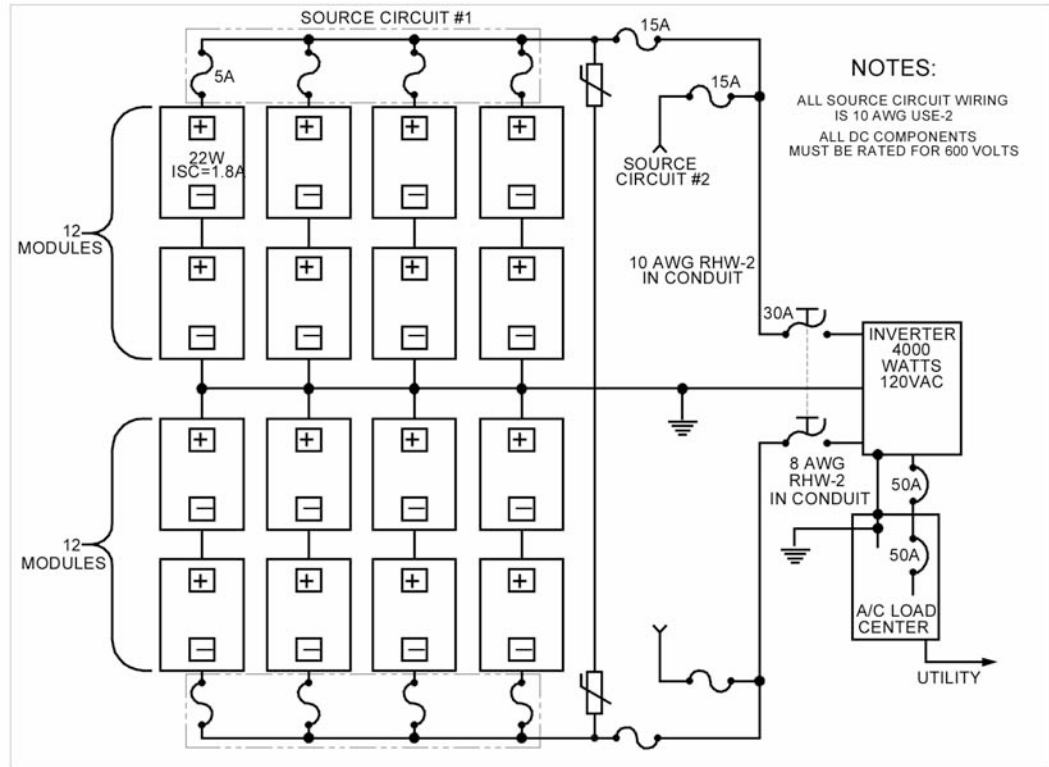 SOURCE CIRCUIT #1
15A
5A
15A
NOTES:
ALL SOURCE CIRCUIT WIRING
IS 10 AWG USE-2
ALL DC COMPONENTS
MUST BE RATED FOR 600 VOLTS
+
+
+
+
22W
ISC=1.8A
−
−
−
−
SOURCE
CIRCUIT #2
12
MODULES
+
+
+
+
−
−
−
−
10 AWG RHW-2
IN CONDUIT
30A
INVERTER
4000
WATTS
120VAC
+
+
+
+
−
−
−
−
8 AWG
RHW-2
IN CONDUIT
50A
12
MODULES
50A
+
+
+
+
−
−
−
−
A/C LOAD
CENTER
UTILITY